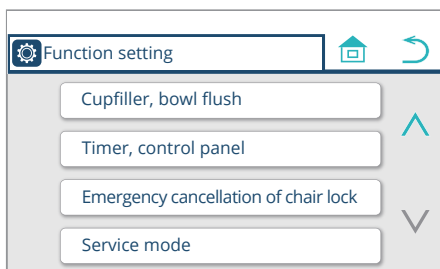 Function setting
Cupfiller, bowl flush
Timer, control panel
Emergency cancellation of chair lock
Service mode